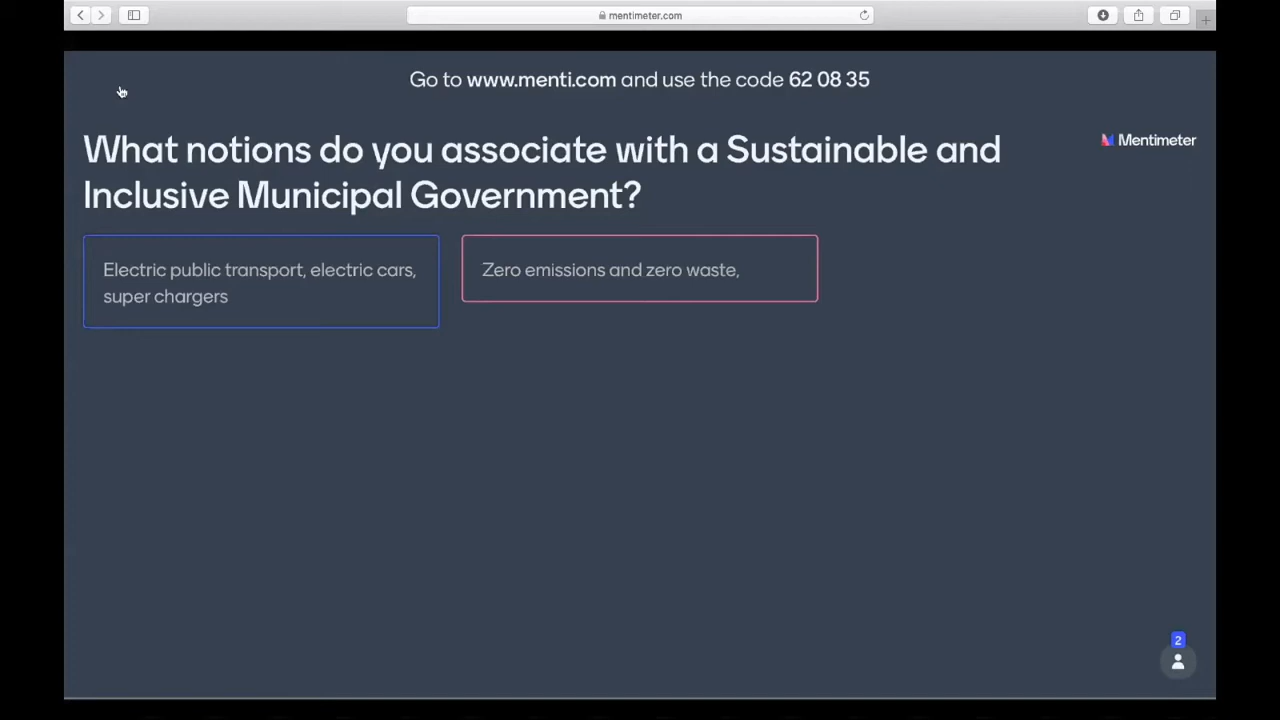 mentimeter.com
Go to www.menti.com and use the code 62 08 35
What notions do you associate with a Sustainable and
Inclusive Municipal Government?
Mentimeter
Electric public transport, electric cars,
super chargers
Zero emissions and zero waste,
2